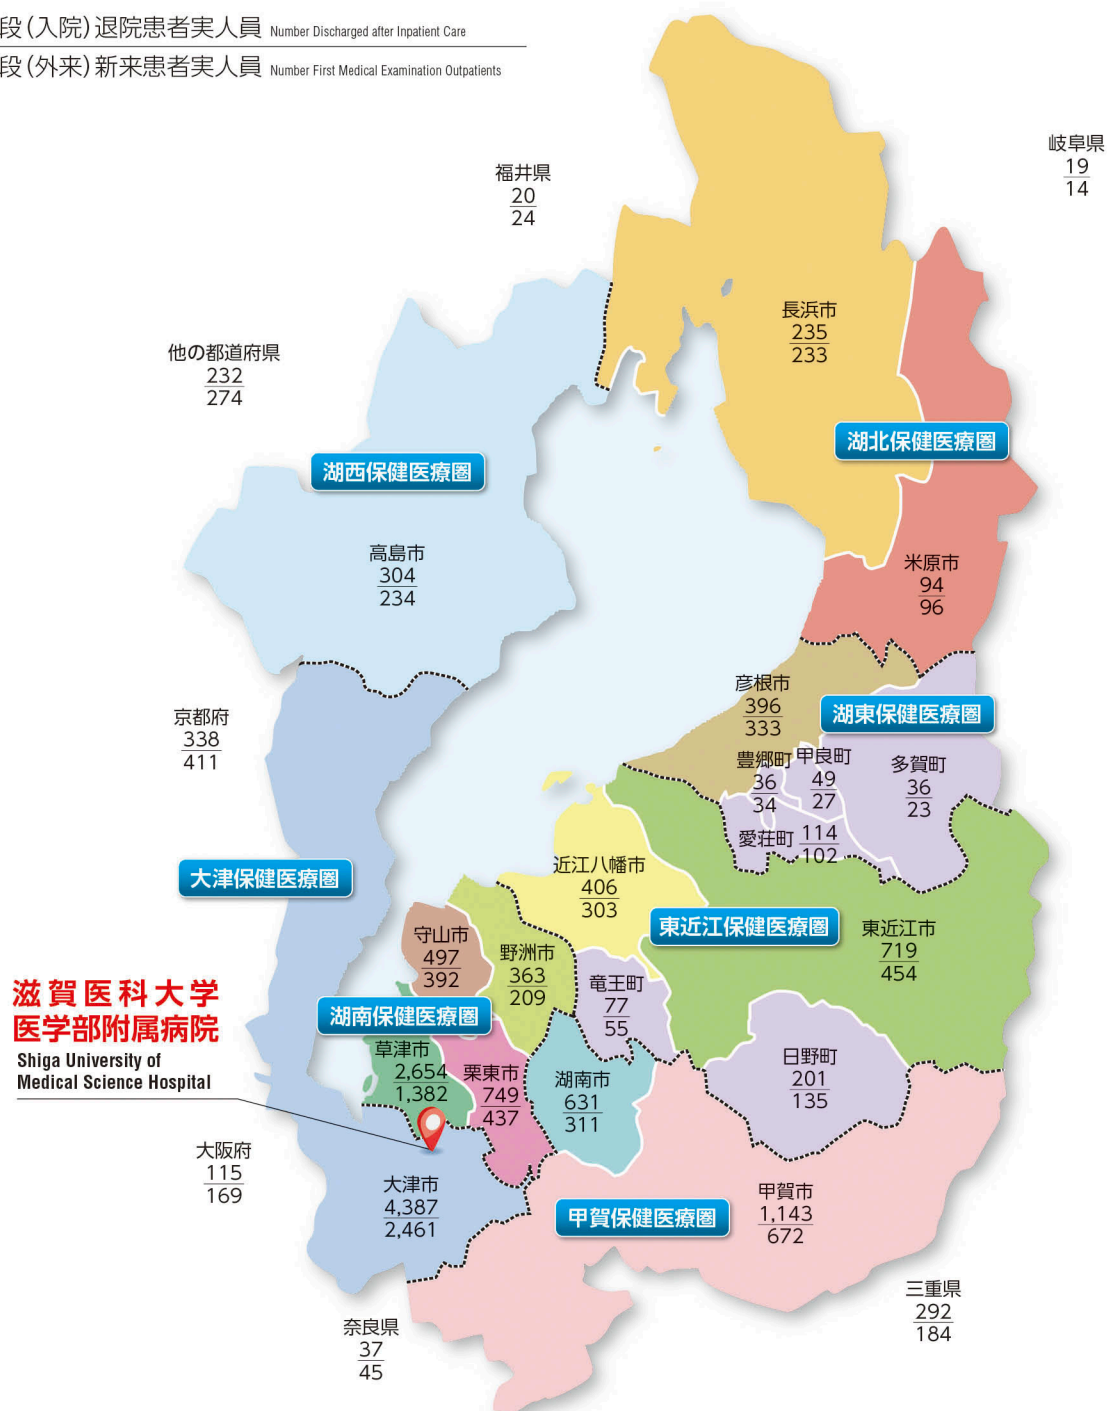 段(入院)退院患者実人員 Number Discharged after Inpatient Care
段(外来)新来患者実人員 Number First Medical Examination Outpatients
岐阜県
19
14
福井県
20
24
長浜市
235
233
他の都道府県
232
274
湖北保健医療圏
湖西保健医療圏
高島市
304
234
米原市
94
96
京都府
338
411
彦根市
396
333
湖東保健医療圏
豊郷町
36
34
甲良町
49
27
多賀町
36
23
愛荘町
114
102
大津保健医療圏
近江八幡市
406
303
東近江保健医療圏
東近江市
719
454
守山市
497
392
野洲市
363
209
竜王町
77
55
滋賀医科大学
医学部附属病院
Shiga University of
Medical Science Hospital
湖南保健医療圏
草津市
2,654
1,382
栗東市
749
437
湖南市
631
311
日野町
201
135
大阪府
115
169
大津市
4,387
2,461
甲賀保健医療圏
甲賀市
1,143
672
三重県
292
184
奈良県
37
45